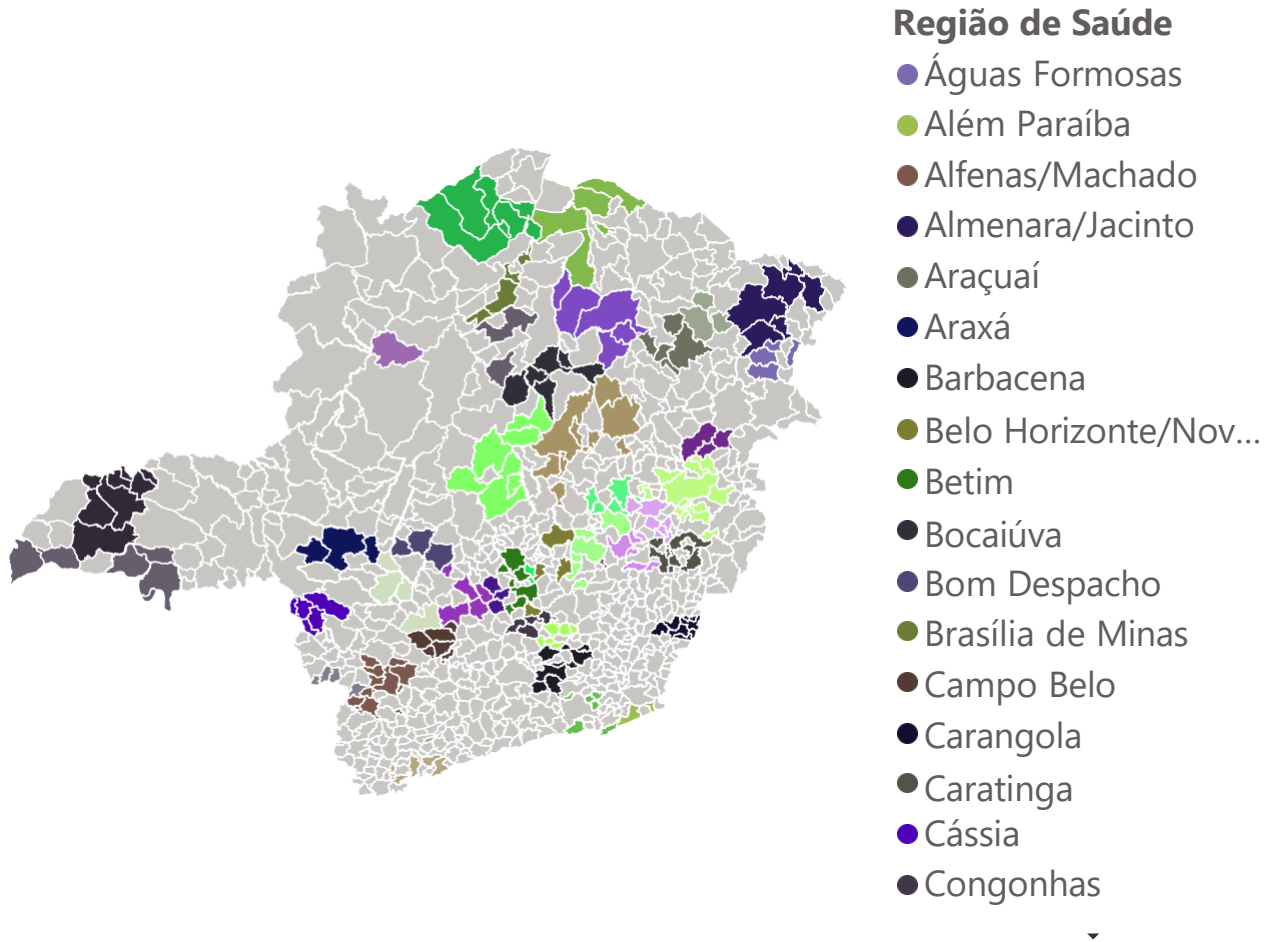 Região de Saúde
Águas Formosas
Além Paraíba
Alfenas/Machado
Almenara/Jacinto
Araçuaí
Araxá
Barbacena
Belo Horizonte/Nov...
Betim
Bocaiúva
Bom Despacho
Brasília de Minas
Campo Belo
Carangola
Caratinga
Cássia
Congonhas